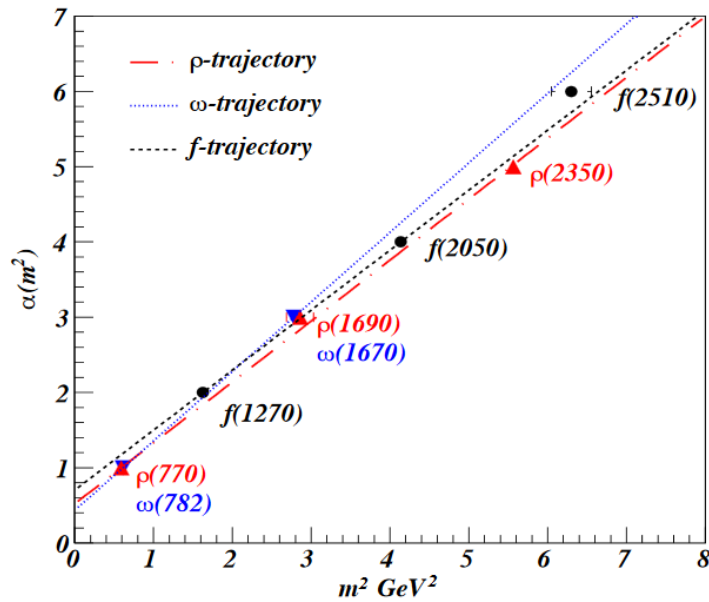 7
ρ-trajectory
ω-trajectory
6
f-trajectory
f(2510)
5
ρ(2350)
α(m²)
4
f(2050)
3
ρ(1690)
ω(1670)
2
f(1270)
1
ρ(770)
ω(782)
0
0 1 2 3 4 5 6 7 8
m² GeV²